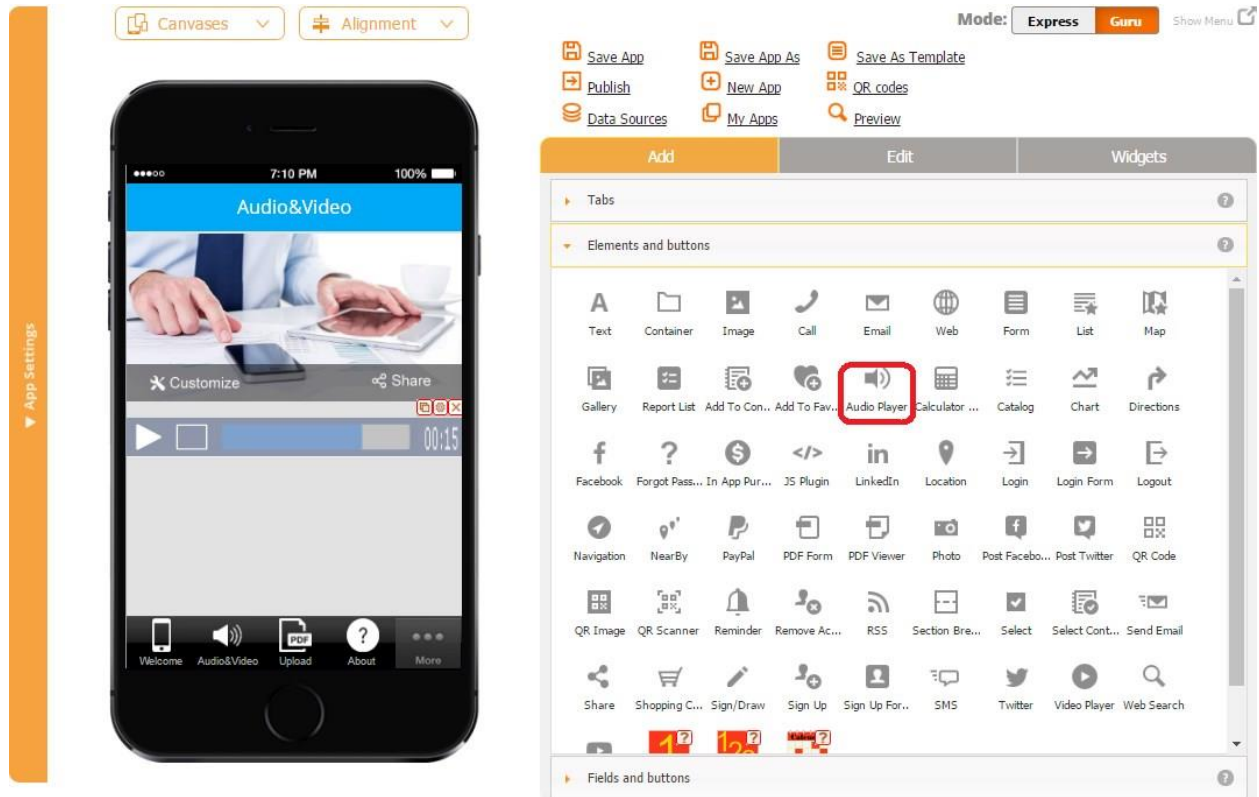 Canvases Alignment
Mode: Express Guru Show Menu
Save App Save App As Save As Template
Publish New App QR codes
Data Sources My Apps Preview
Add Edit Widgets
Tabs ?
Elements and buttons ?
Text Container Image Call Email Web Form List Map
Gallery Report List Add To Con.. Add To Fav.. Audio Player Calculator ... Catalog Chart Directions
Facebook Forgot Pass... In App Pur... JS Plugin LinkedIn Location Login Login Form Logout
Navigation NearBy PayPal PDF Form PDF Viewer Photo Post Facebo... Post Twitter QR Code
QR Image QR Scanner Reminder Remove Ac... RSS Section Bre... Select Select Cont... Send Email
Share Shopping C... Sign/Draw Sign Up Sign Up For.. SMS Twitter Video Player Web Search
Fields and buttons ?
App Settings
7:10 PM 100%
Audio&Video
Customize Share
00:15
PDF ?
Welcome Audio&Video Upload About More